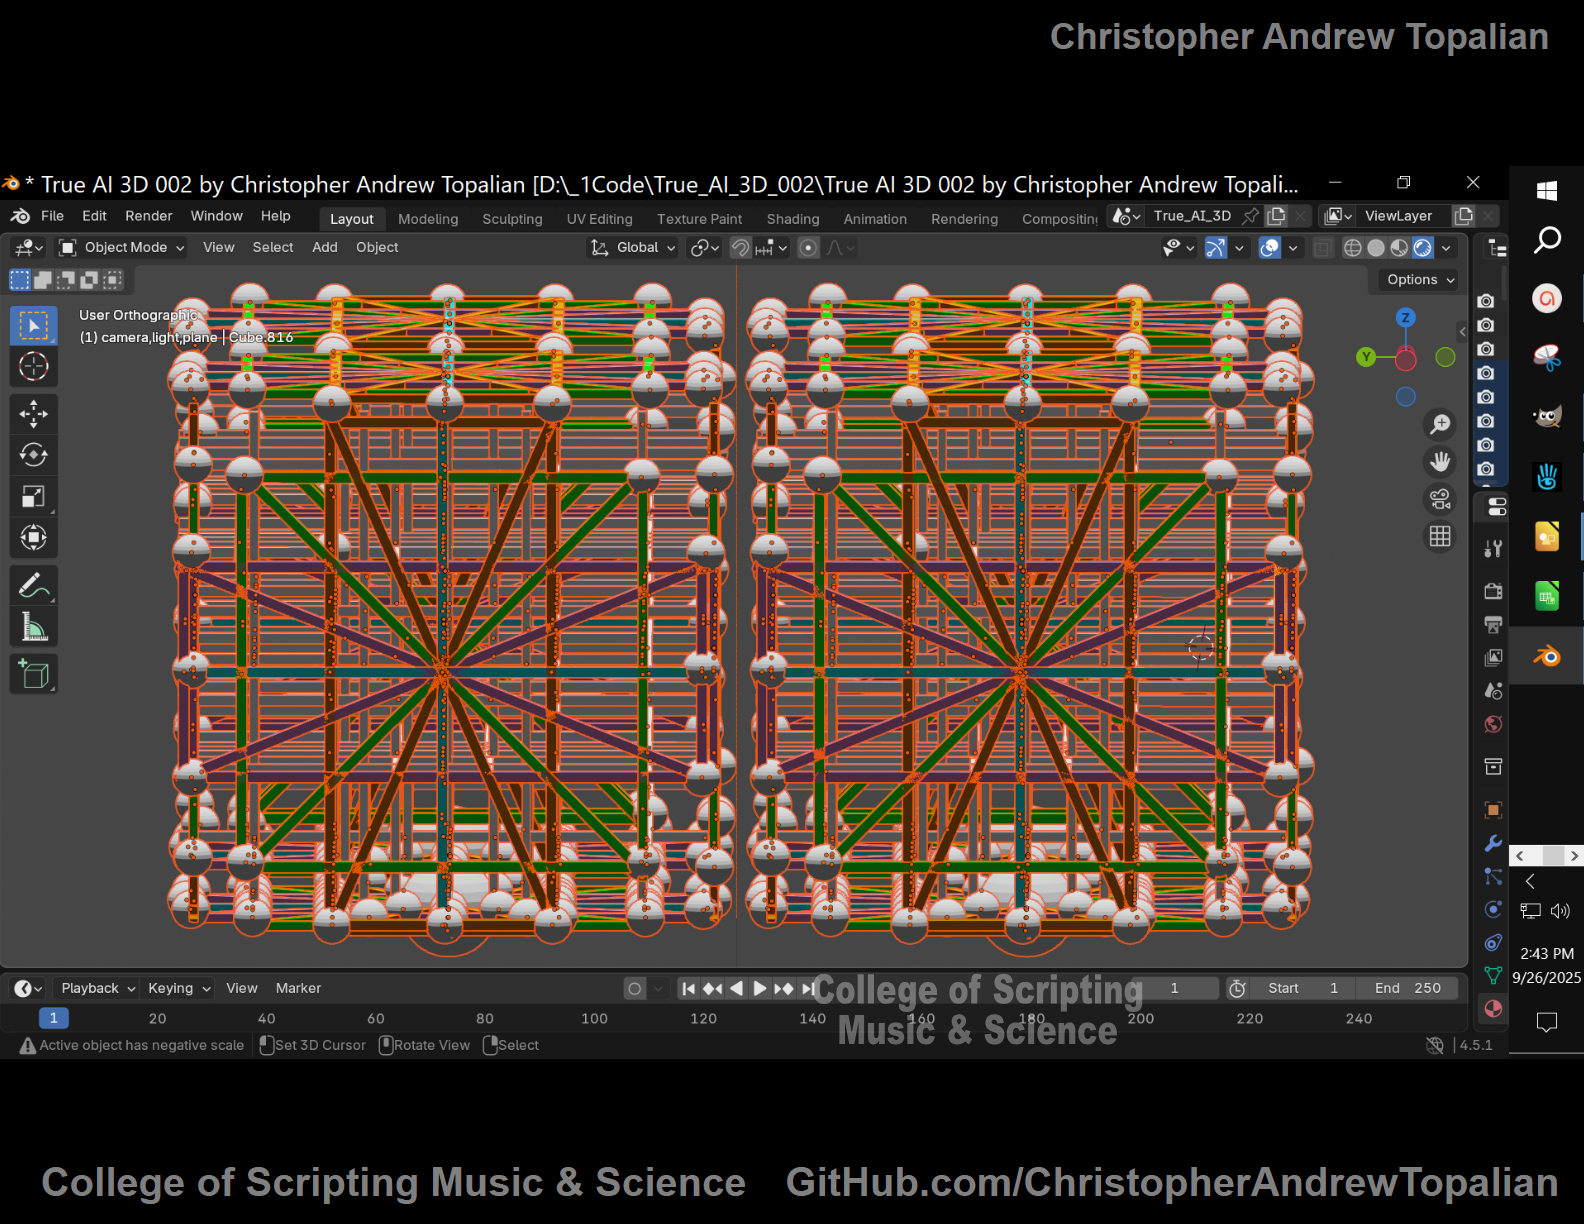 Christopher Andrew Topalian
* True AI 3D 002 by Christopher Andrew Topalian [D:\_1Code\True_AI_3D_002\True AI 3D 002 by Christopher Andrew Topali...
File Edit Render Window Help Layout Modeling Sculpting UV Editing Texture Paint Shading Animation Rendering Compositing True_AI_3D ViewLayer
Object Mode View Select Add Object Global
Options
User Orthographic
(1) camera,light,plane | Cube.816
Z
Y
Playback Keying View Marker 1 Start 1 End 250
1 20 40 60 80 100 120 140 160 180 200 220 240
Active object has negative scale Set 3D Cursor Rotate View Select 4.5.1
2:43 PM
9/26/2025
College of Scripting
Music & Science
College of Scripting Music & Science GitHub.com/ChristopherAndrewTopalian